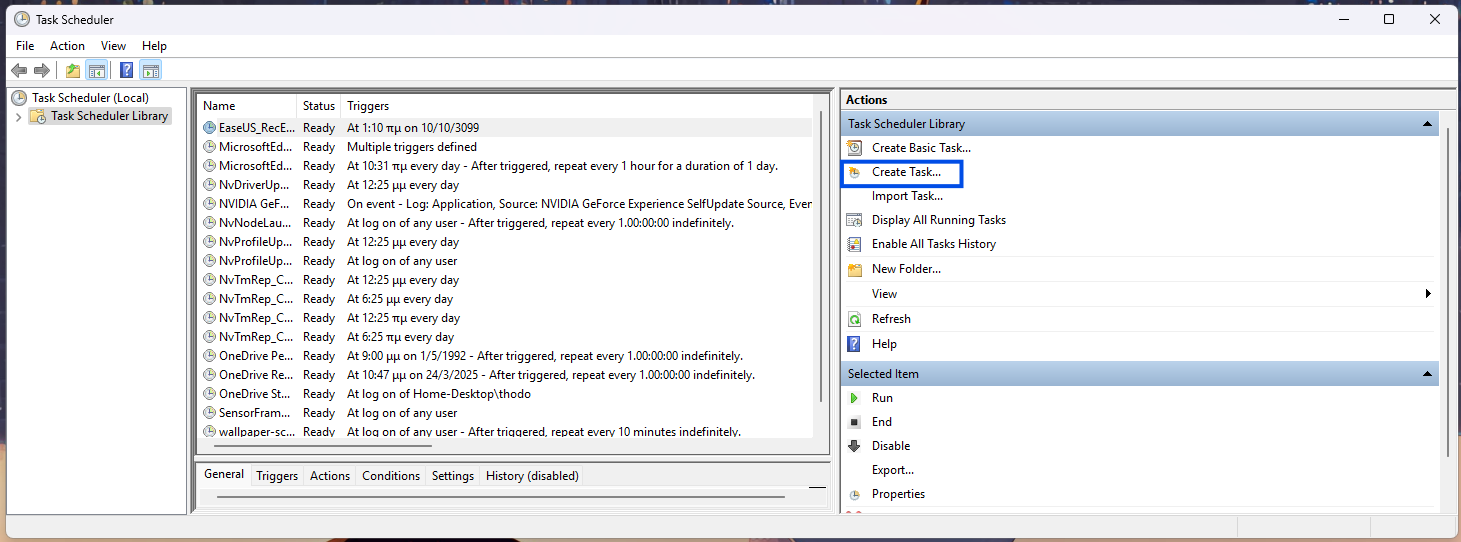 Task Scheduler
File Action View Help
Task Scheduler (Local)
Task Scheduler Library
Name Status Triggers
EaseUS_RecE... Ready At 1:10 πμ on 10/10/3099
MicrosoftEd... Ready Multiple triggers defined
MicrosoftEd... Ready At 10:31 πμ every day - After triggered, repeat every 1 hour for a duration of 1 day.
NvDriverUp... Ready At 12:25 μμ every day
NVIDIA GeF... Ready On event - Log: Application, Source: NVIDIA GeForce Experience SelfUpdate Source, Even
NvNodeLau... Ready At log on of any user - After triggered, repeat every 1.00:00:00 indefinitely.
NvProfileUp... Ready At 12:25 μμ every day
NvProfileUp... Ready At log on of any user
NvTmRep_C... Ready At 12:25 μμ every day
NvTmRep_C... Ready At 6:25 μμ every day
NvTmRep_C... Ready At 12:25 πμ every day
NvTmRep_C... Ready At 6:25 πμ every day
OneDrive Pe... Ready At 9:00 μμ on 1/5/1992 - After triggered, repeat every 1.00:00:00 indefinitely.
OneDrive Re... Ready At 10:47 μμ on 24/3/2025 - After triggered, repeat every 1.00:00:00 indefinitely.
OneDrive St... Ready At log on of Home-Desktop\thodo
SensorFram... Ready At log on of any user
wallpaper-sc... Ready At log on of any user - After triggered, repeat every 10 minutes indefinitely.
General Triggers Actions Conditions Settings History (disabled)
Actions
Task Scheduler Library
Create Basic Task...
Create Task...
Import Task...
Display All Running Tasks
Enable All Tasks History
New Folder...
View
Refresh
Help
Selected Item
Run
End
Disable
Export...
Properties